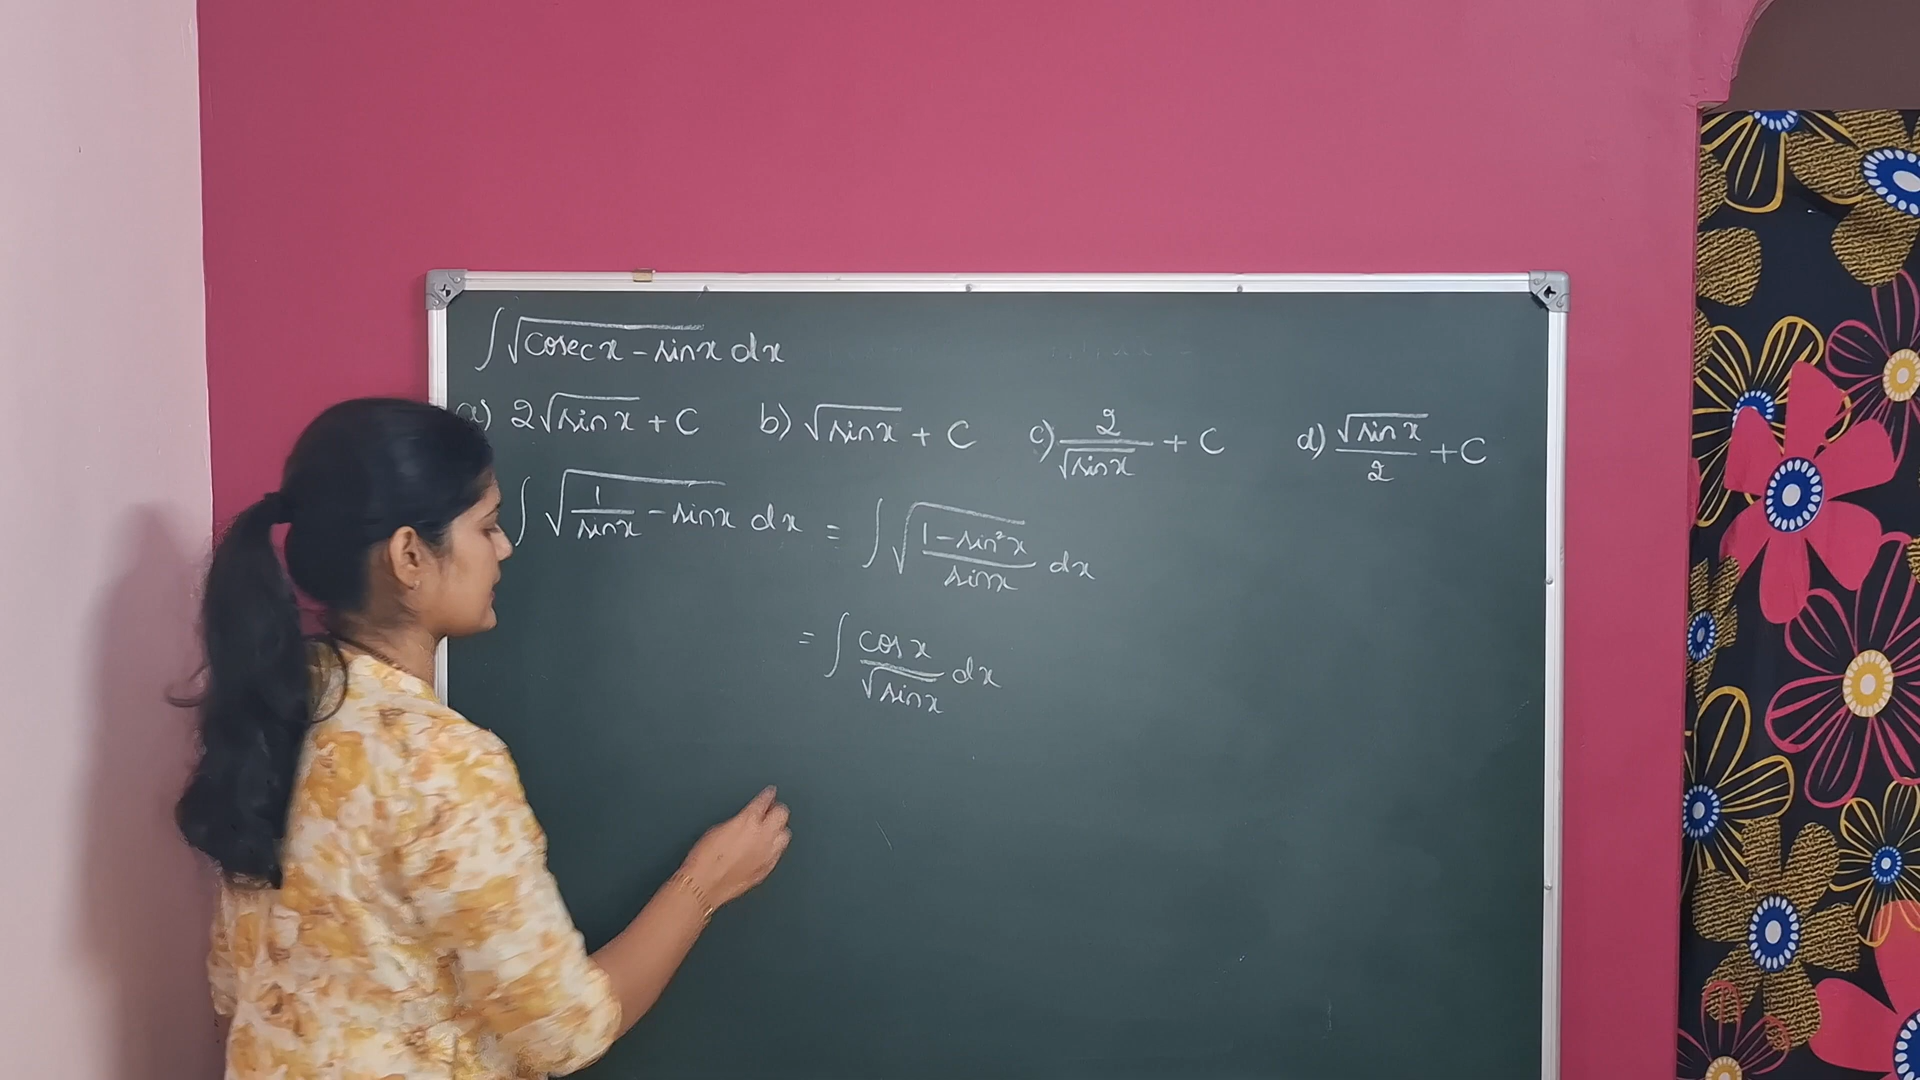 ∫√(cosec x - sin x) dx
a) 2√(sin x) + C b) √(sin x) + C c) 2/√(sin x) + C d) √(sin x)/2 + C
∫√(1/sin x - sin x) dx = ∫√((1 - sin²x)/sin x) dx
= ∫ cos x/√(sin x) dx